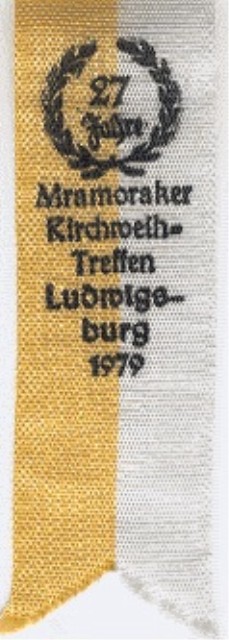 27
Jahre
Mramoraker
Kirchweih-
Treffen
Ludwigs-
burg
1979